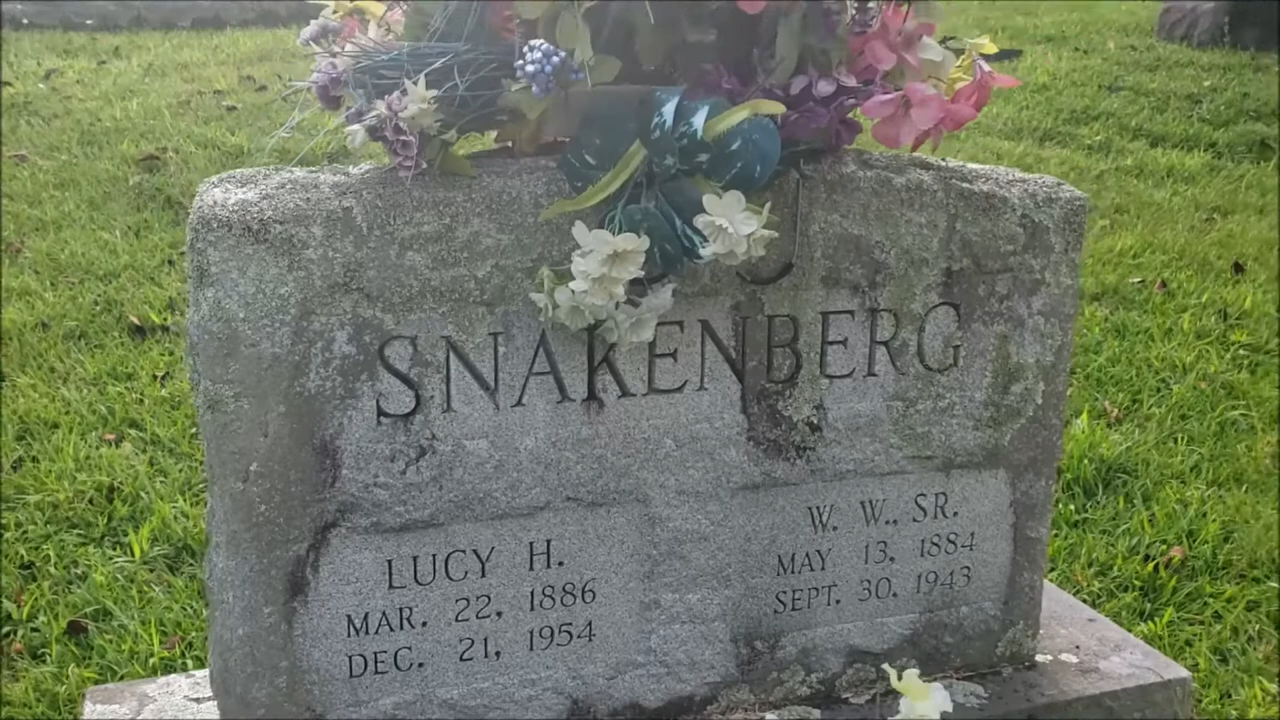 SNAKENBERG
LUCY H.
MAR. 22, 1886
DEC. 21, 1954
W. W., SR.
MAY 13, 1884
SEPT. 30. 1943